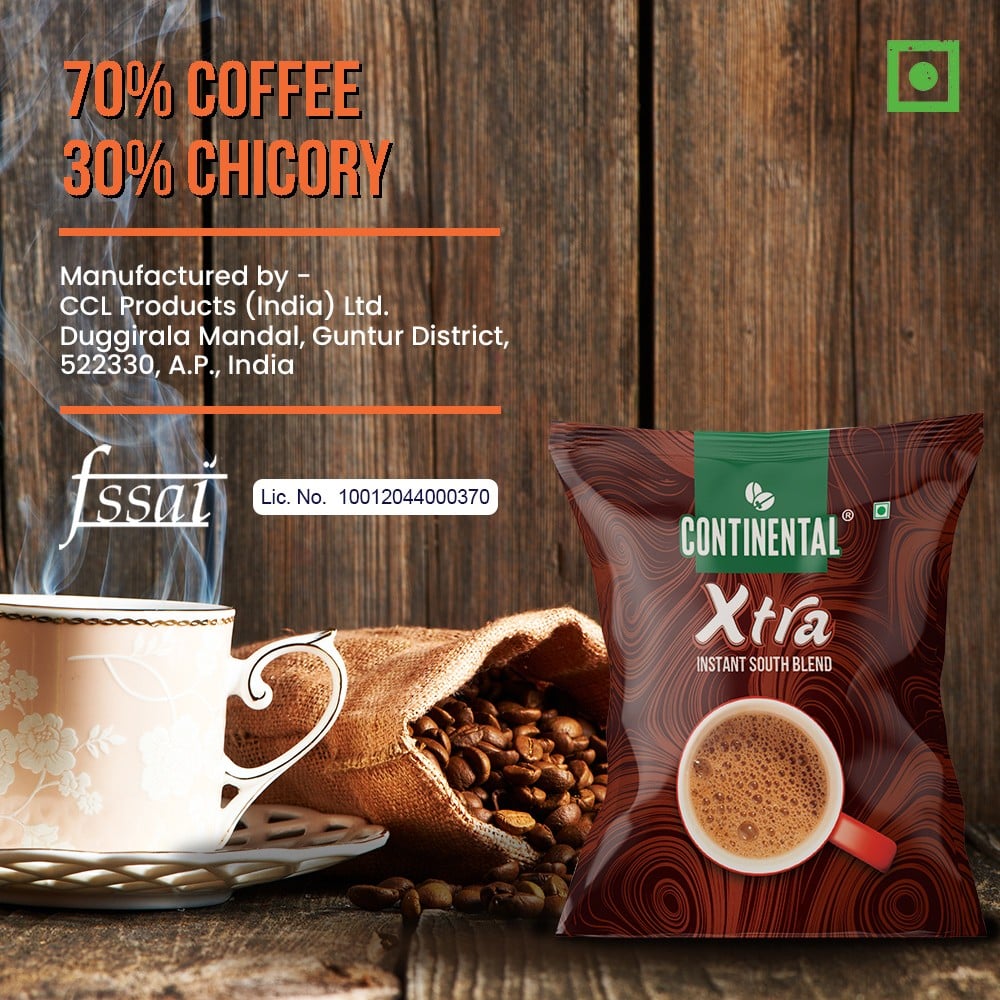 70% COFFEE
30% CHICORY
Manufactured by -
CCL Products (India) Ltd.
Duggirala Mandal, Guntur District,
522330, A.P., India
fssai
Lic. No. 10012044000370
CONTINENTAL®
Xtra
INSTANT SOUTH BLEND